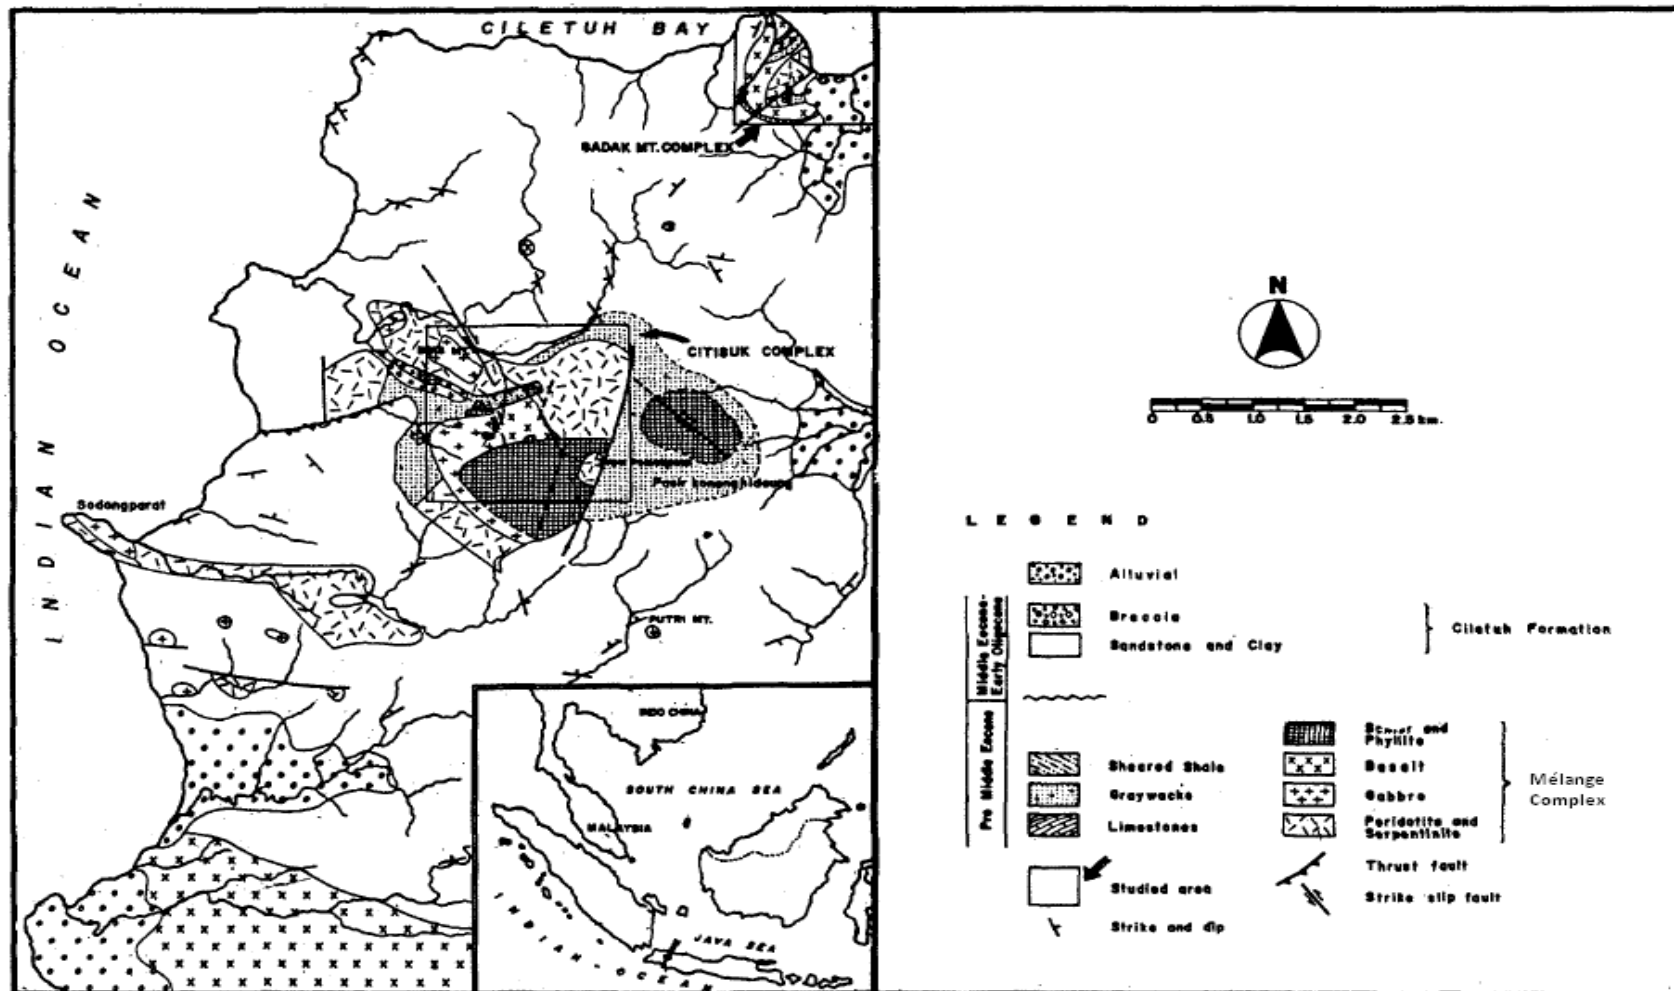 CILETUH BAY
SADAK MT. COMPLEX
INDIAN OCEAN
CITISUK COMPLEX
Pasir
Sodongparat
PUTRI MT.
INDO CHINA
SOUTH CHINA SEA
MALAYSIA
JAVA SEA
INDIAN-OCEAN
N
0 0.5 1.0 1.5 2.0 2.5 km.
LEGEND
Alluvial
Middle Eocene-
Early Oligocene
Breccia
Sandstone and Clay
Ciletuh Formation
Pre Middle Eocene
Sheared Shale
Graywacke
Limestones
Schist and
Phyllite
Basalt
Gabbro
Peridotite and
Serpentinite
Mélange
Complex
Studied area
Strike and dip
Thrust fault
Strike slip fault